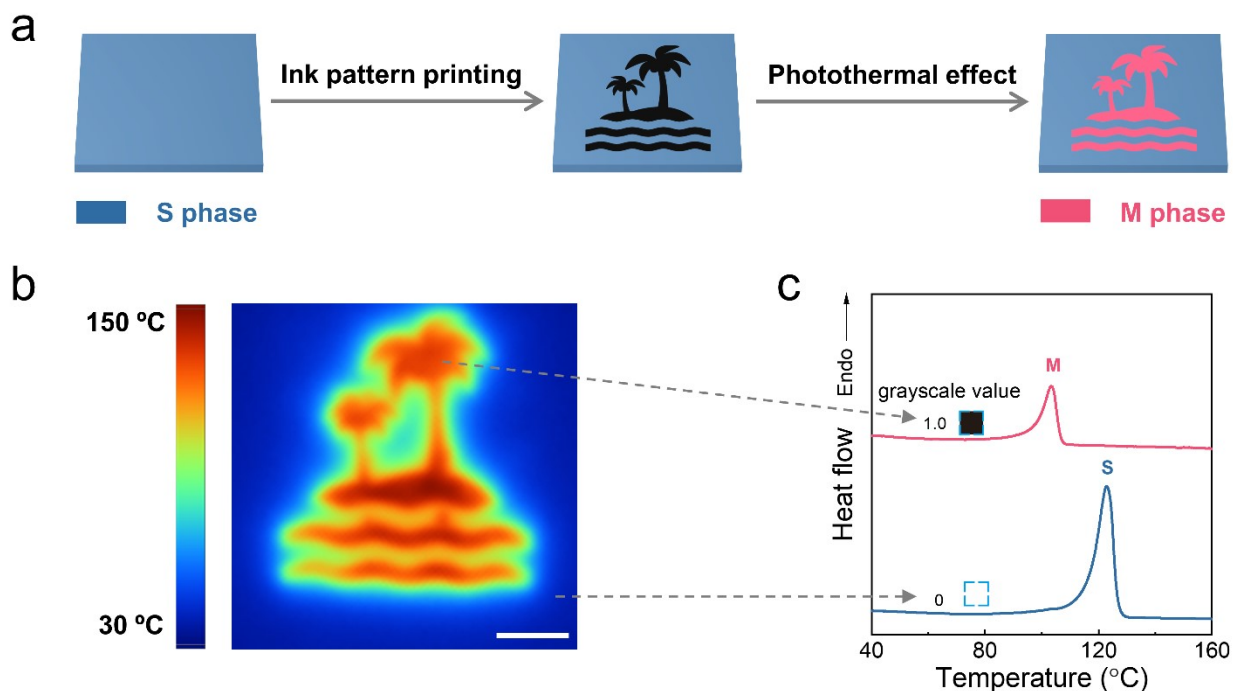 a
Ink pattern printing
Photothermal effect
S phase
M phase
b
150 ºC
30 ºC
c
Heat flow
Endo
grayscale value
1.0
M
0
S
40
80
120
160
Temperature (°C)